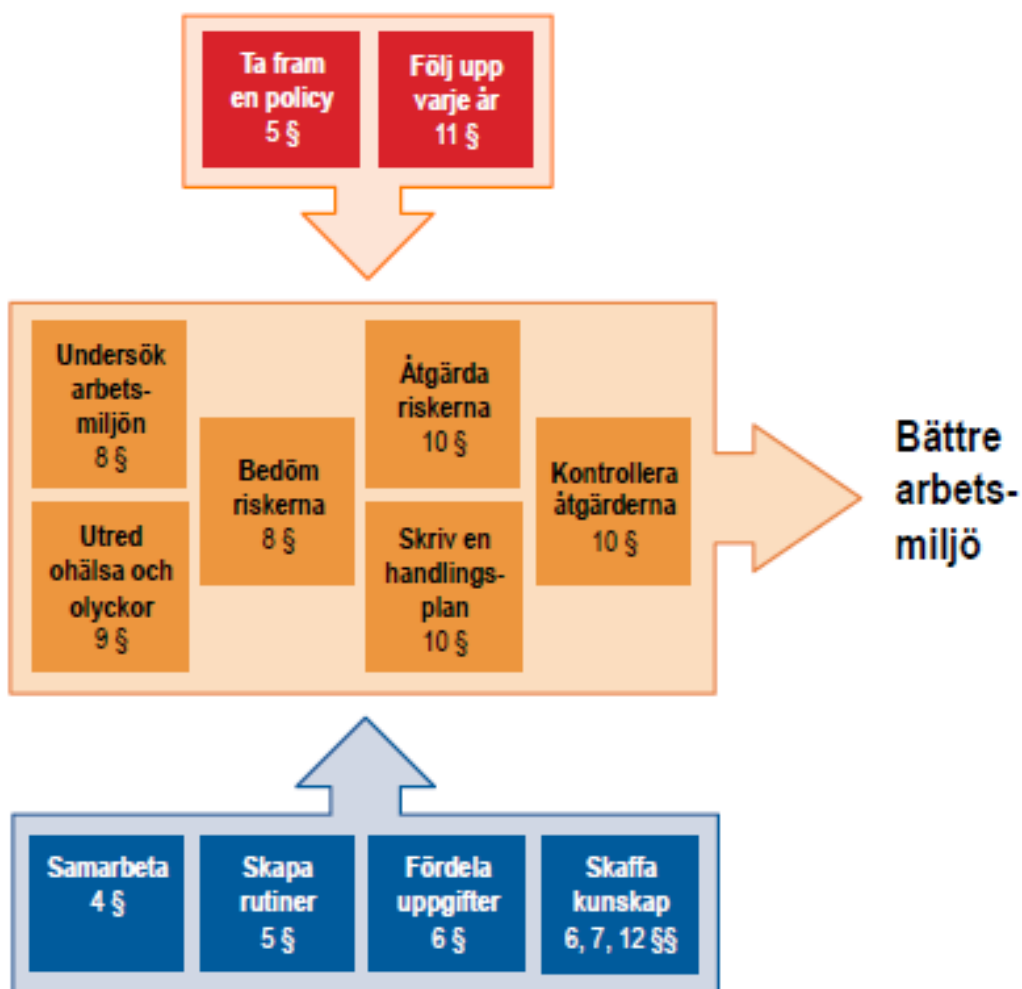 Ta fram
en policy
5 §
Följ upp
varje år
11 §
Undersök
arbets-
miljön
8 §
Utred
ohälsa och
olyckor
9 §
Bedöm
riskerna
8 §
Åtgärda
riskerna
10 §
Skriv en
handlings-
plan
10 §
Kontrollera
åtgärderna
10 §
Bättre
arbets-
miljö
Samarbeta
4 §
Skapa
rutiner
5 §
Fördela
uppgifter
6 §
Skaffa
kunskap
6, 7, 12 §§